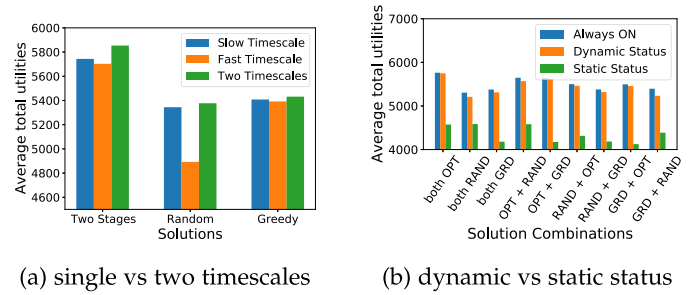 6000
5800
5600
5400
5200
5000
4800
4600
Average total utilities
Slow Timescale
Fast Timescale
Two Timescales
Two Stages Random Greedy
Solutions
(a) single vs two timescales
7000
6000
5000
4000
Average total utilities
Always ON
Dynamic Status
Static Status
both OPT
both RAND
both GRD
OPT + RAND
OPT + GRD
RAND + OPT
RAND + GRD
GRD + OPT
GRD + RAND
Solution Combinations
(b) dynamic vs static status